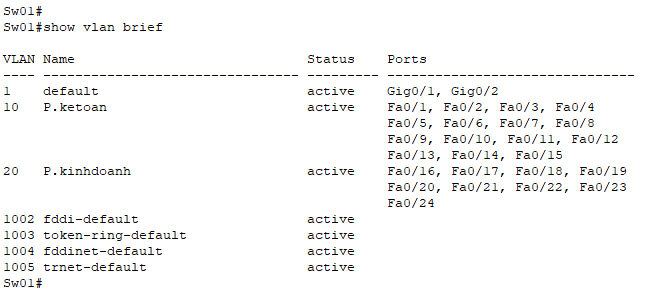 Sw01#
Sw01#show vlan brief
VLAN Name                             Status    Ports
---- -------------------------------- --------- -------------------------------
1    default                          active    Gig0/1, Gig0/2
10   P.ketoan                         active    Fa0/1, Fa0/2, Fa0/3, Fa0/4
                                                Fa0/5, Fa0/6, Fa0/7, Fa0/8
                                                Fa0/9, Fa0/10, Fa0/11, Fa0/12
                                                Fa0/13, Fa0/14, Fa0/15
20   P.kinhdoanh                      active    Fa0/16, Fa0/17, Fa0/18, Fa0/19
                                                Fa0/20, Fa0/21, Fa0/22, Fa0/23
                                                Fa0/24
1002 fddi-default                     active
1003 token-ring-default               active
1004 fddinet-default                  active
1005 trnet-default                    active
Sw01#